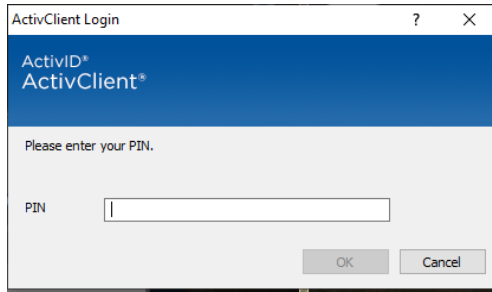 ActivClient Login ? ×
ActivID®
ActivClient®
Please enter your PIN.
PIN
OK Cancel